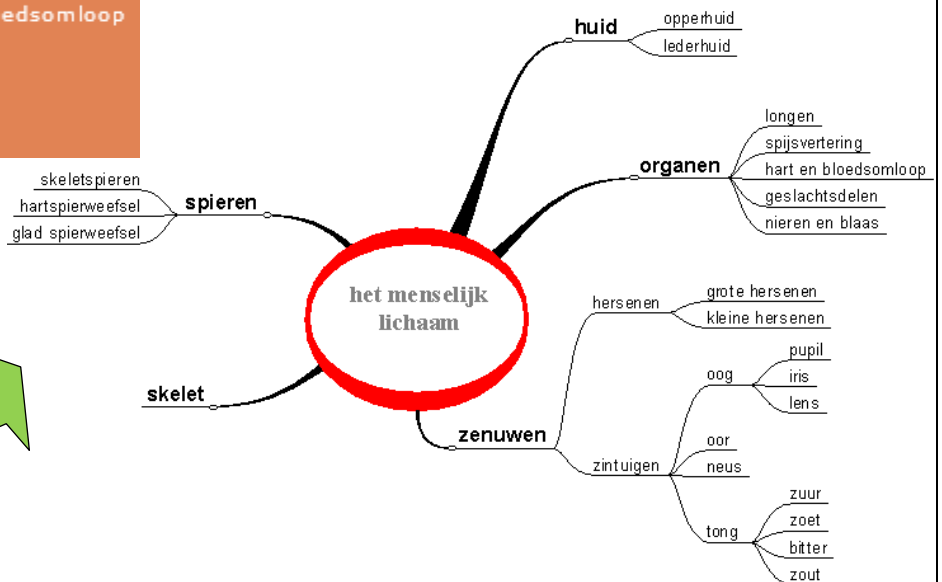 edsomloop
het menselijk
lichaam
huid
opperhuid
lederhuid
organen
longen
spijsvertering
hart en bloedsomloop
geslachtsdelen
nieren en blaas
zenuwen
hersenen
grote hersenen
kleine hersenen
zintuigen
oog
pupil
iris
lens
oor
neus
tong
zuur
zoet
bitter
zout
spieren
skeletspieren
hartspierweefsel
glad spierweefsel
skelet